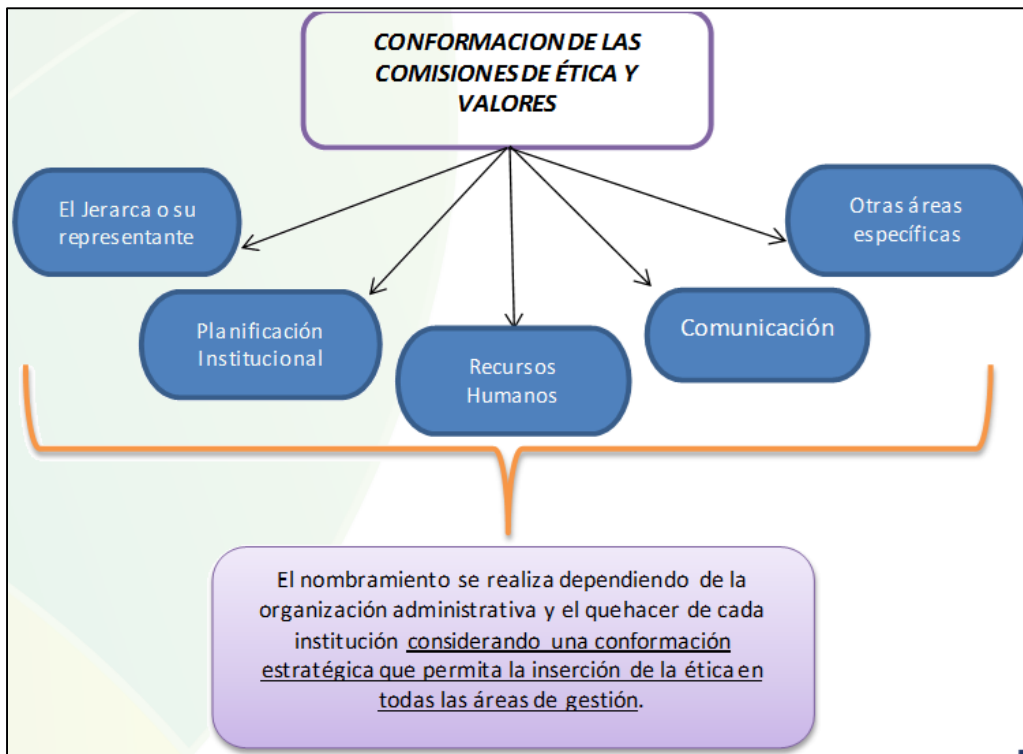 CONFORMACION DE LAS
COMISIONES DE ÉTICA Y
VALORES
El Jerarca o su
representante
Planificación
Institucional
Recursos
Humanos
Comunicación
Otras áreas
específicas
El nombramiento se realiza dependiendo de la
organización administrativa y el quehacer de cada
institución considerando una conformación
estratégica que permita la inserción de la ética en
todas las áreas de gestión.